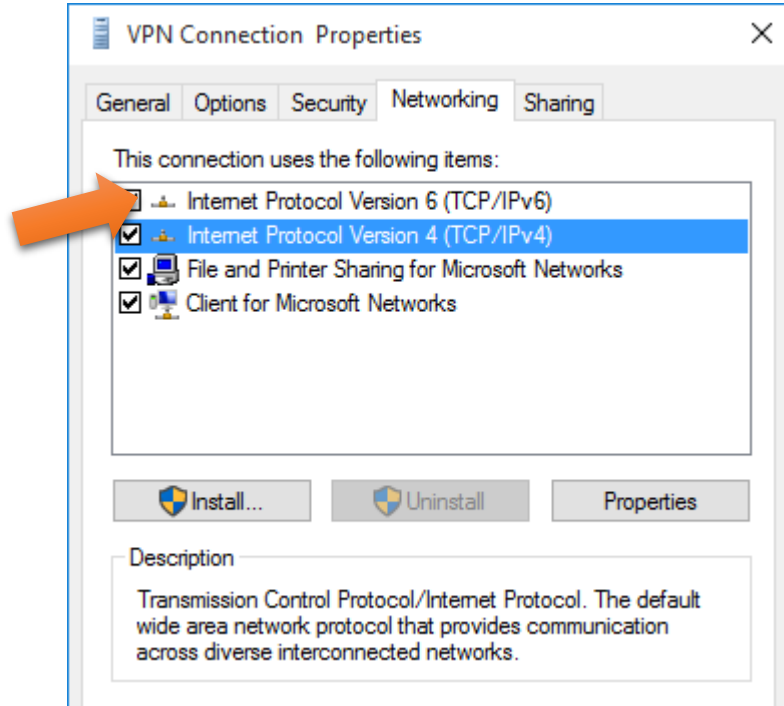 VPN Connection Properties
General Options Security Networking Sharing
This connection uses the following items:
Internet Protocol Version 6 (TCP/IPv6)
Internet Protocol Version 4 (TCP/IPv4)
File and Printer Sharing for Microsoft Networks
Client for Microsoft Networks
Install... Uninstall Properties
Description
Transmission Control Protocol/Internet Protocol. The default
wide area network protocol that provides communication
across diverse interconnected networks.